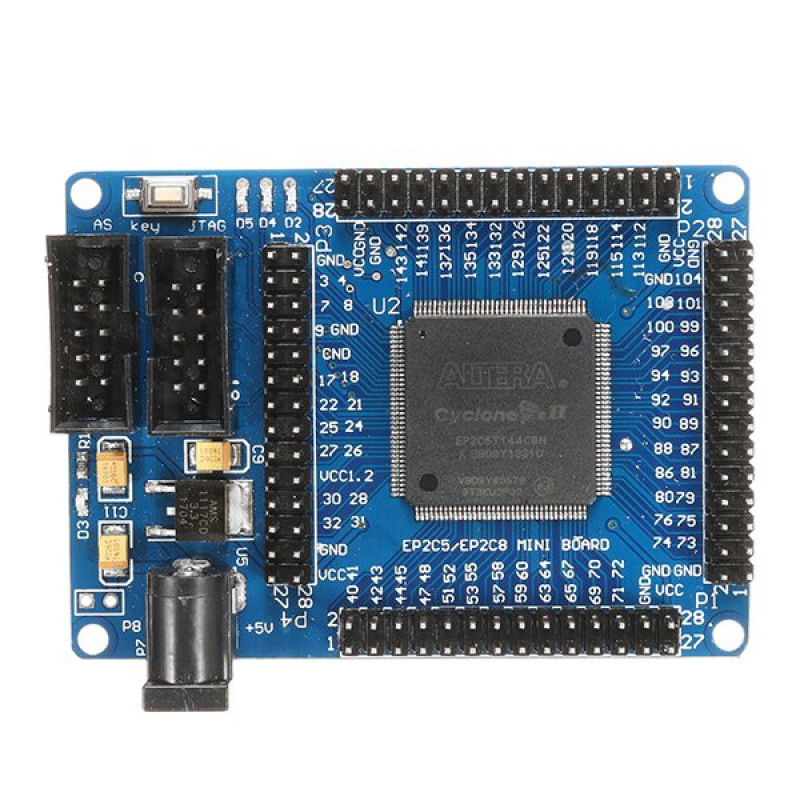 27
28
1
2
AS key JTAG
D5 D4 D2
P3
1 2
GND
3 4
7 8
9 GND
GND
17 18
22 21
25 24
27 26
VCC1.2
30 28
32 31
GND
VCC
27 28
P4
VCC GND
GND
143 142
141 139
137 136
135 134
133 132
129 126
125 122
121 120
119 118
115 114
113 112
GND
VCC
GND
P2
28 27
GND 104
103 101
100 99
97 96
94 93
92 91
90 89
88 87
86 81
80 79
76 75
74 73
GND GND
VCC
P1
2 1
U2
ALTERA
Cyclone II
EP2C5T144C8N
EP2C5/EP2C8 MINI BOARD
R1
C9
C11
D3
AMS
1117CD
3.3
1704
U5
P8
P7
+5V
40 41
42 43
44 45
47 48
51 52
53 55
57 58
59 60
63 64
65 67
69 70
71 72
GND
2
1
28
27